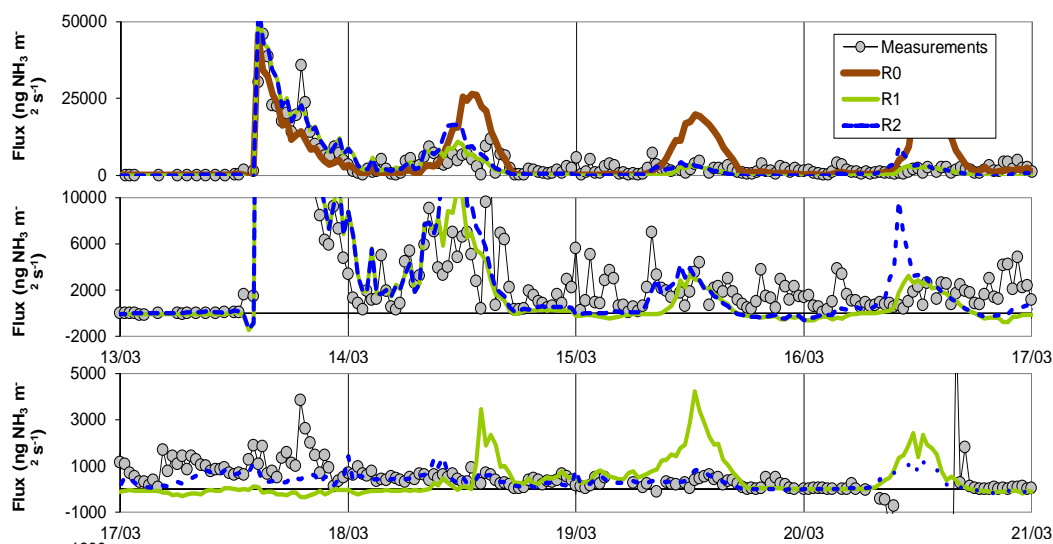 50000
25000
0
Flux (ng NH3 m-
2 s-1)
Measurements
R0
R1
R2
10000
6000
2000
-2000
Flux (ng NH3 m-
2 s-1)
13/03 14/03 15/03 16/03 17/03
5000
3000
1000
-1000
Flux (ng NH3 m-
2 s-1)
17/03 18/03 19/03 20/03 21/03